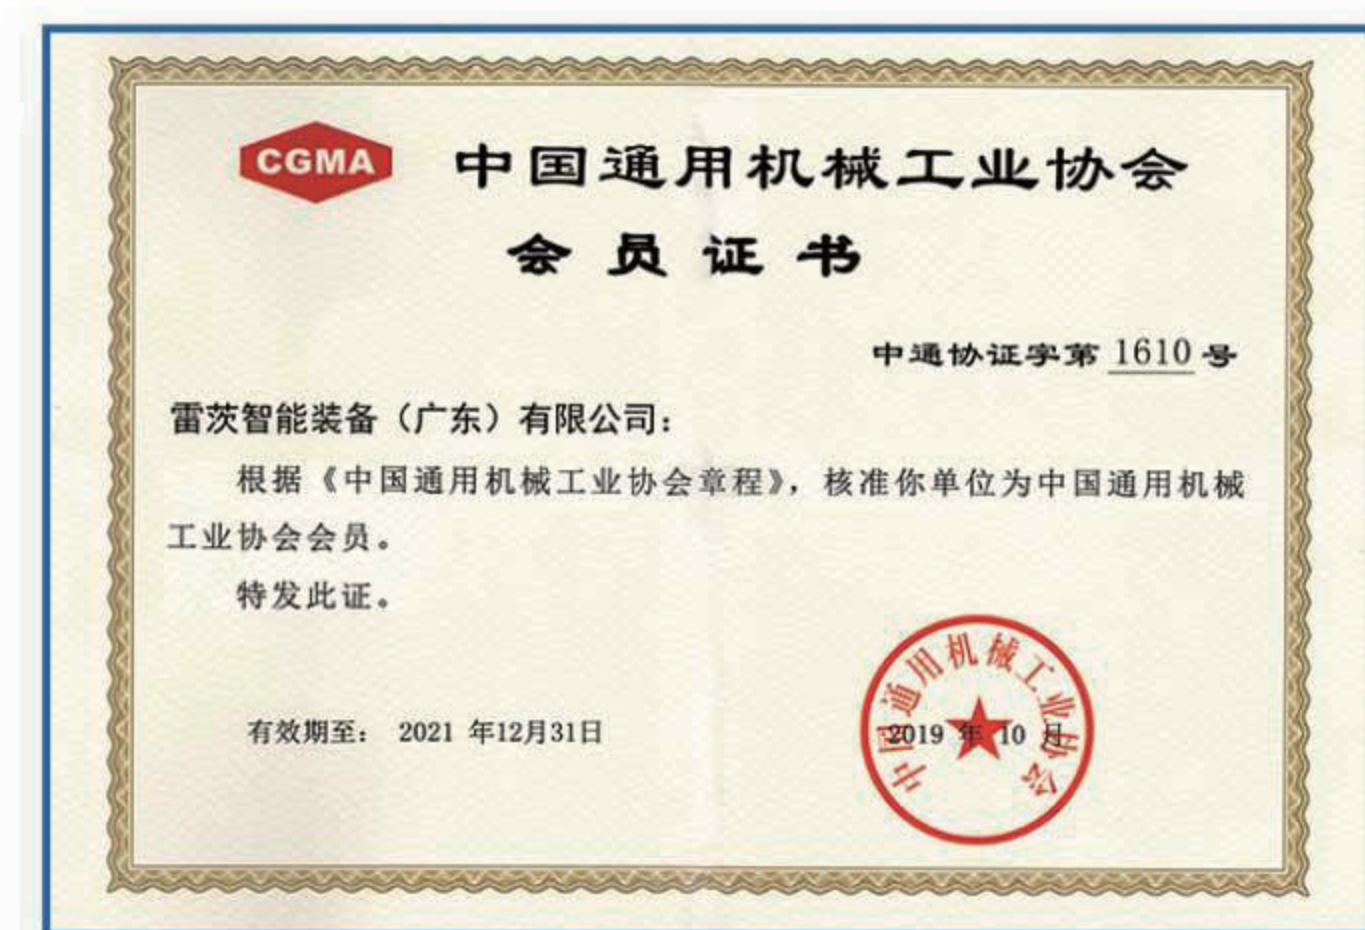 CGMA
中国通用机械工业协会
会员证书
中通协证字第 1610 号
雷茨智能装备（广东）有限公司：
根据《中国通用机械工业协会章程》，核准你单位为中国通用机械
工业协会会员。
特发此证。
中国通用机械工业协会
有效期至： 2021 年12月31日
2019 年 10 月